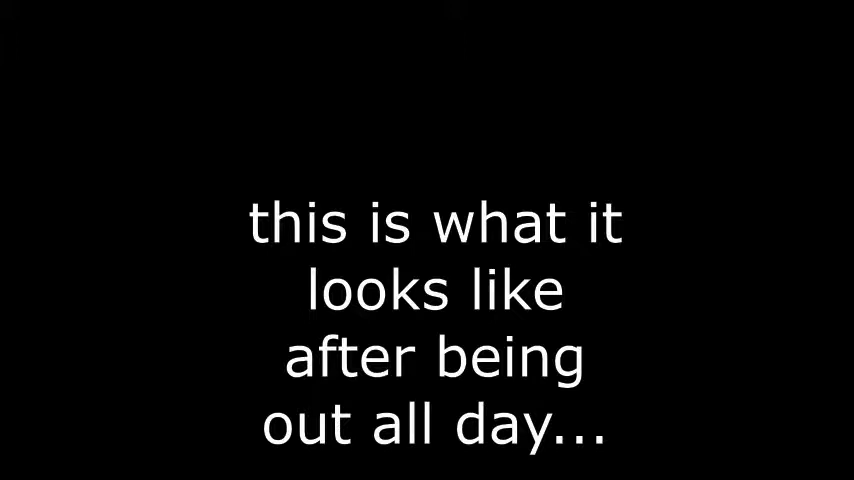 this is what it
looks like
after being
out all day...